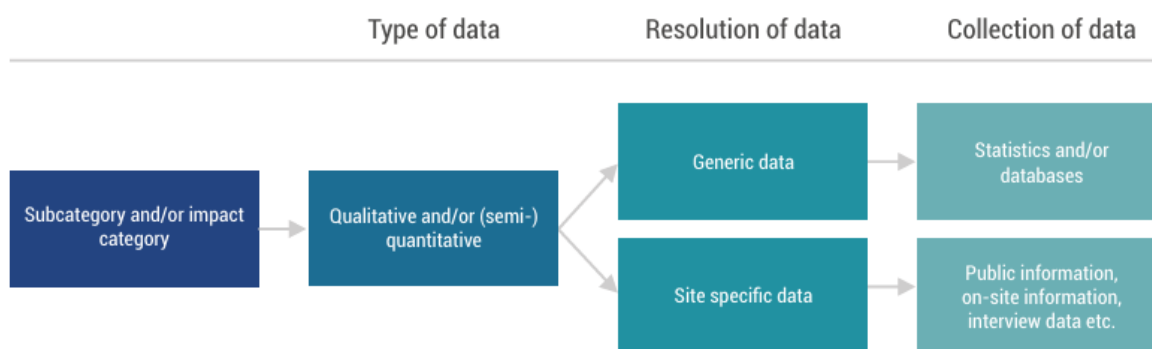 Type of data
Resolution of data
Collection of data
Subcategory and/or impact
category
Qualitative and/or (semi-)
quantitative
Generic data
Statistics and/or
databases
Site specific data
Public information,
on-site information,
interview data etc.